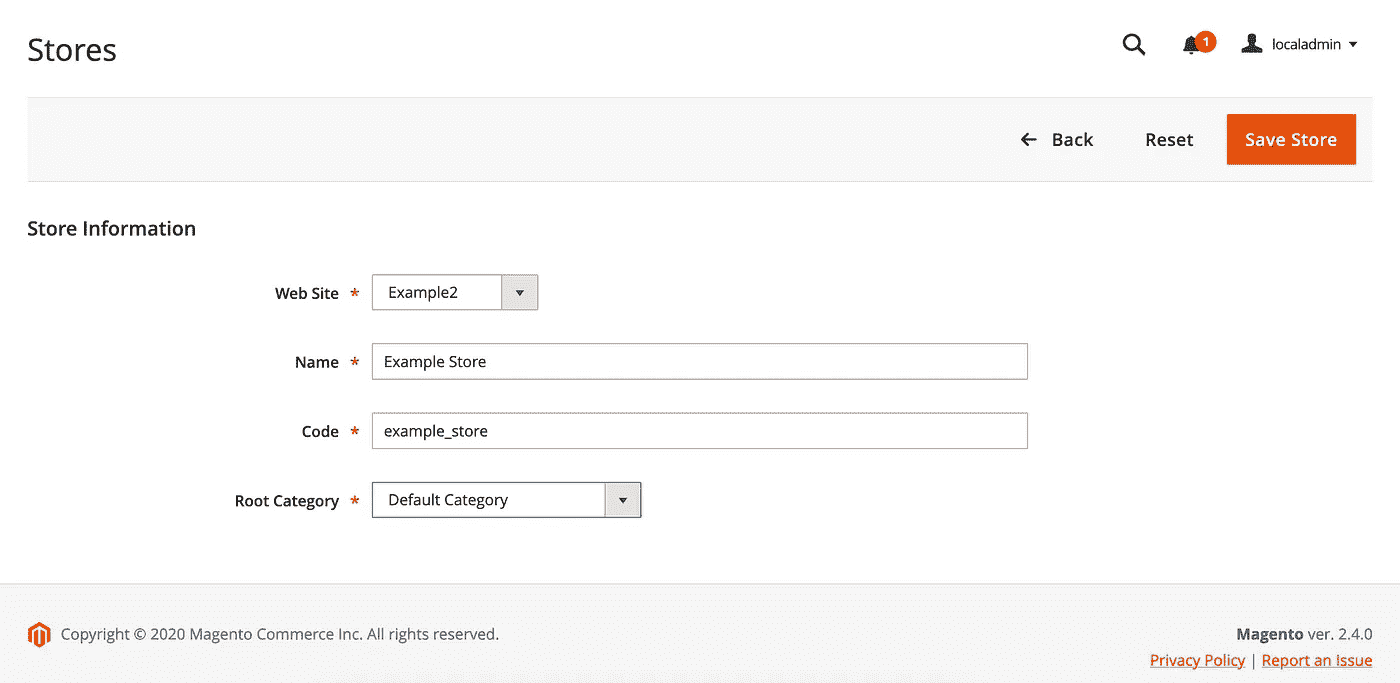 Stores
1
localadmin
Back
Reset
Save Store
Store Information
Web Site *
Example2
Name *
Example Store
Code *
example_store
Root Category *
Default Category
Copyright © 2020 Magento Commerce Inc. All rights reserved.
Magento ver. 2.4.0
Privacy Policy | Report an Issue